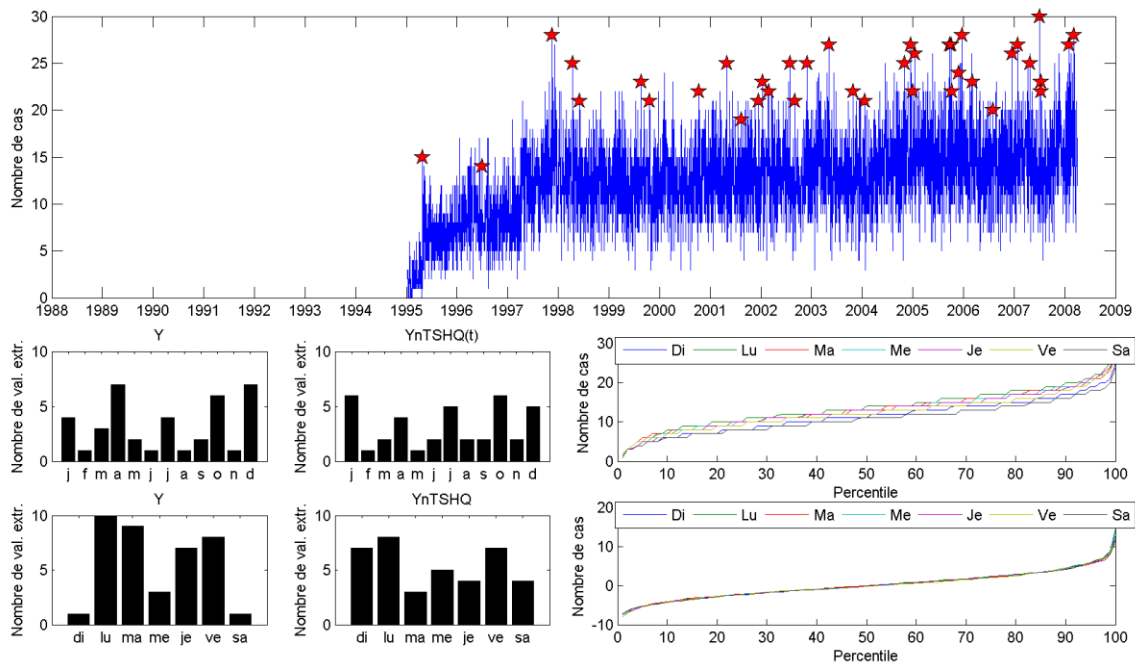 30
25
20
15
10
5
0
Nombre de cas
1988 1989 1990 1991 1992 1993 1994 1995 1996 1997 1998 1999 2000 2001 2002 2003 2004 2005 2006 2007 2008 2009
Y
10
5
0
Nombre de val. extr.
j f m a m j j a s o n d
YnTSHQ(t)
10
5
0
Nombre de val. extr.
j f m a m j j a s o n d
30
20
10
0
Nombre de cas
Di Lu Ma Me Je Ve Sa
0 10 20 30 40 50 60 70 80 90 100
Percentile
Y
10
5
0
Nombre de val. extr.
di lu ma me je ve sa
YnTSHQ
10
5
0
Nombre de val. extr.
di lu ma me je ve sa
20
10
0
-10
Nombre de cas
Di Lu Ma Me Je Ve Sa
0 10 20 30 40 50 60 70 80 90 100
Percentile